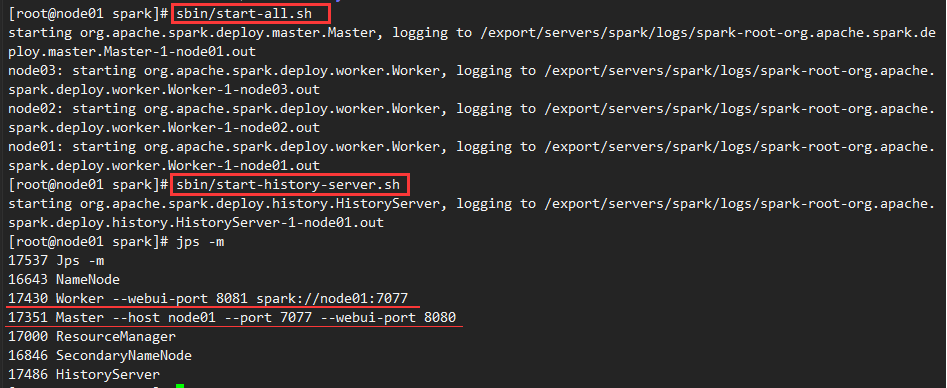 [root@node01 spark]# sbin/start-all.sh
starting org.apache.spark.deploy.master.Master, logging to /export/servers/spark/logs/spark-root-org.apache.spark.de
ploy.master.Master-1-node01.out
node03: starting org.apache.spark.deploy.worker.Worker, logging to /export/servers/spark/logs/spark-root-org.apache.
spark.deploy.worker.Worker-1-node03.out
node02: starting org.apache.spark.deploy.worker.Worker, logging to /export/servers/spark/logs/spark-root-org.apache.
spark.deploy.worker.Worker-1-node02.out
node01: starting org.apache.spark.deploy.worker.Worker, logging to /export/servers/spark/logs/spark-root-org.apache.
spark.deploy.worker.Worker-1-node01.out
[root@node01 spark]# sbin/start-history-server.sh
starting org.apache.spark.deploy.history.HistoryServer, logging to /export/servers/spark/logs/spark-root-org.apache.
spark.deploy.history.HistoryServer-1-node01.out
[root@node01 spark]# jps -m
17537 Jps -m
16643 NameNode
17430 Worker --webui-port 8081 spark://node01:7077
17351 Master --host node01 --port 7077 --webui-port 8080
17000 ResourceManager
16846 SecondaryNameNode
17486 HistoryServer